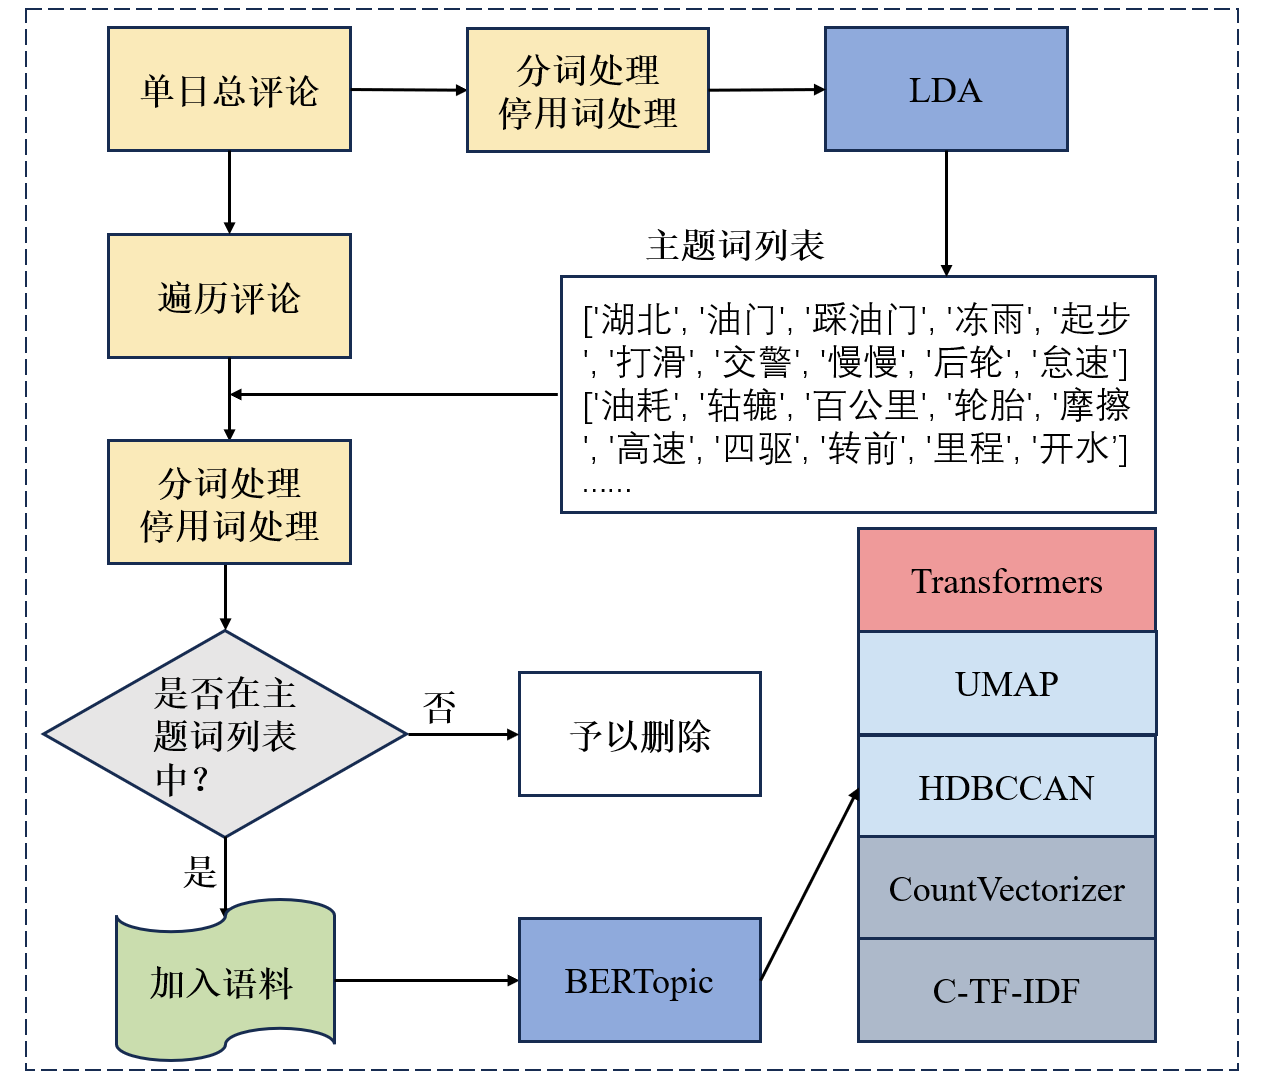 单日总评论
分词处理
停用词处理
LDA
遍历评论
主题词列表
['湖北', '油门', '踩油门', '冻雨', '起步
', '打滑', '交警', '慢慢', '后轮', '怠速']
['油耗', '轱辘', '百公里', '轮胎', '摩擦
', '高速', '四驱', '转前', '里程', '开水’]
……
分词处理
停用词处理
是否在主
题词列表
中？
否
予以删除
是
加入语料
BERTopic
Transformers
UMAP
HDBCCAN
CountVectorizer
C-TF-IDF